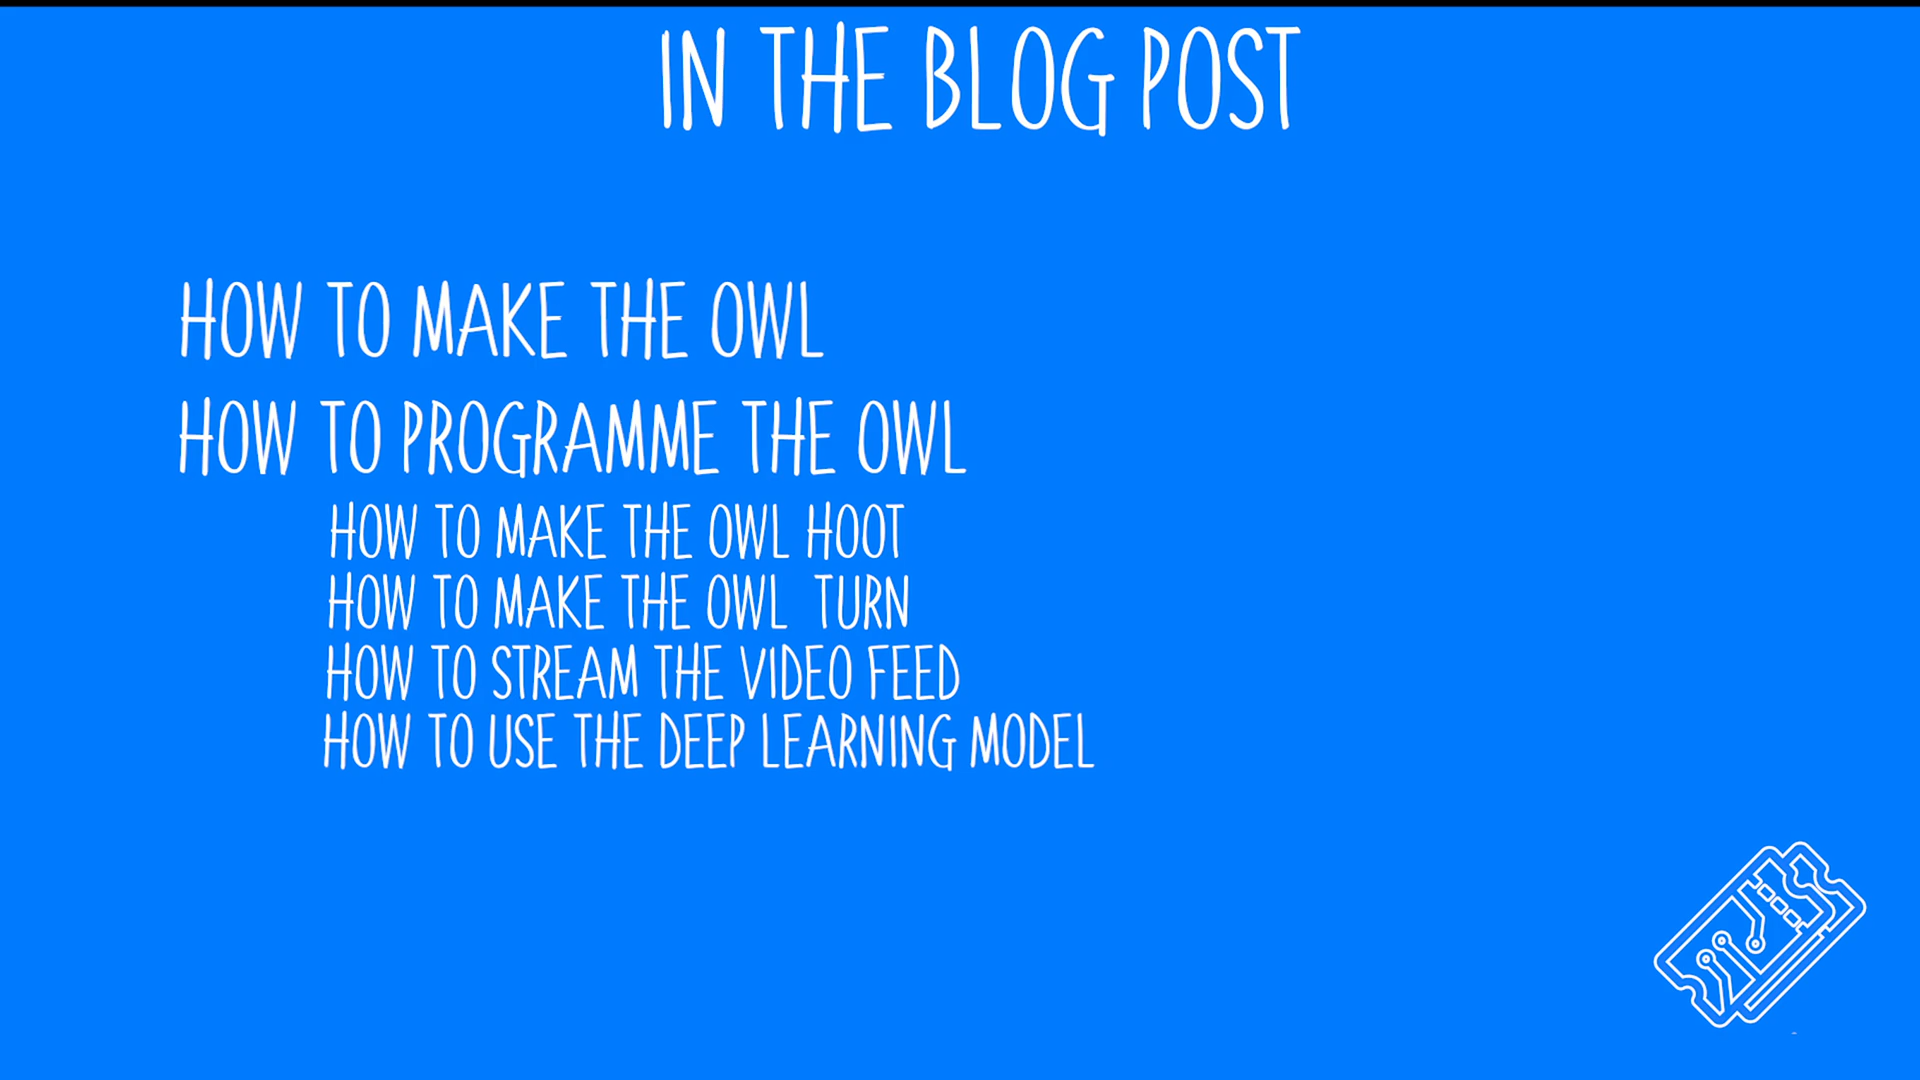 IN THE BLOG POST
HOW TO MAKE THE OWL
HOW TO PROGRAMME THE OWL
HOW TO MAKE THE OWL HOOT
HOW TO MAKE THE OWL TURN
HOW TO STREAM THE VIDEO FEED
HOW TO USE THE DEEP LEARNING MODEL